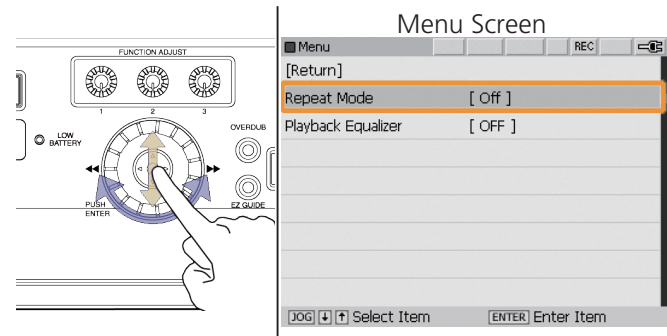 FUNCTION ADJUST
1 2 3
LOW
BATTERY
OVERDUB
PUSH
ENTER
EZ GUIDE
Menu Screen
Menu
REC
[Return]
Repeat Mode [ Off ]
Playback Equalizer [ OFF ]
JOG Select Item ENTER Enter Item